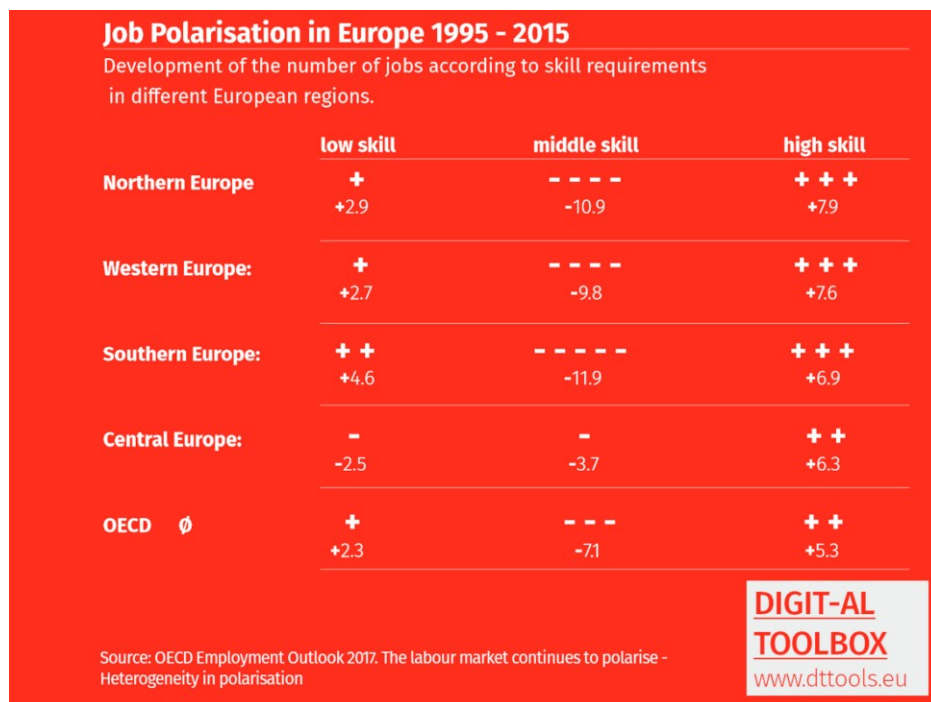 Job Polarisation in Europe 1995 - 2015
Development of the number of jobs according to skill requirements
in different European regions.
low skill middle skill high skill
Northern Europe + - - - - + + +
+2.9 -10.9 +7.9
Western Europe: + - - - - + + +
+2.7 -9.8 +7.6
Southern Europe: + + - - - - - + + +
+4.6 -11.9 +6.9
Central Europe: - - + +
-2.5 -3.7 +6.3
OECD Ø + - - - + +
+2.3 -7.1 +5.3
DIGIT-AL
TOOLBOX
www.dttools.eu
Source: OECD Employment Outlook 2017. The labour market continues to polarise -
Heterogeneity in polarisation